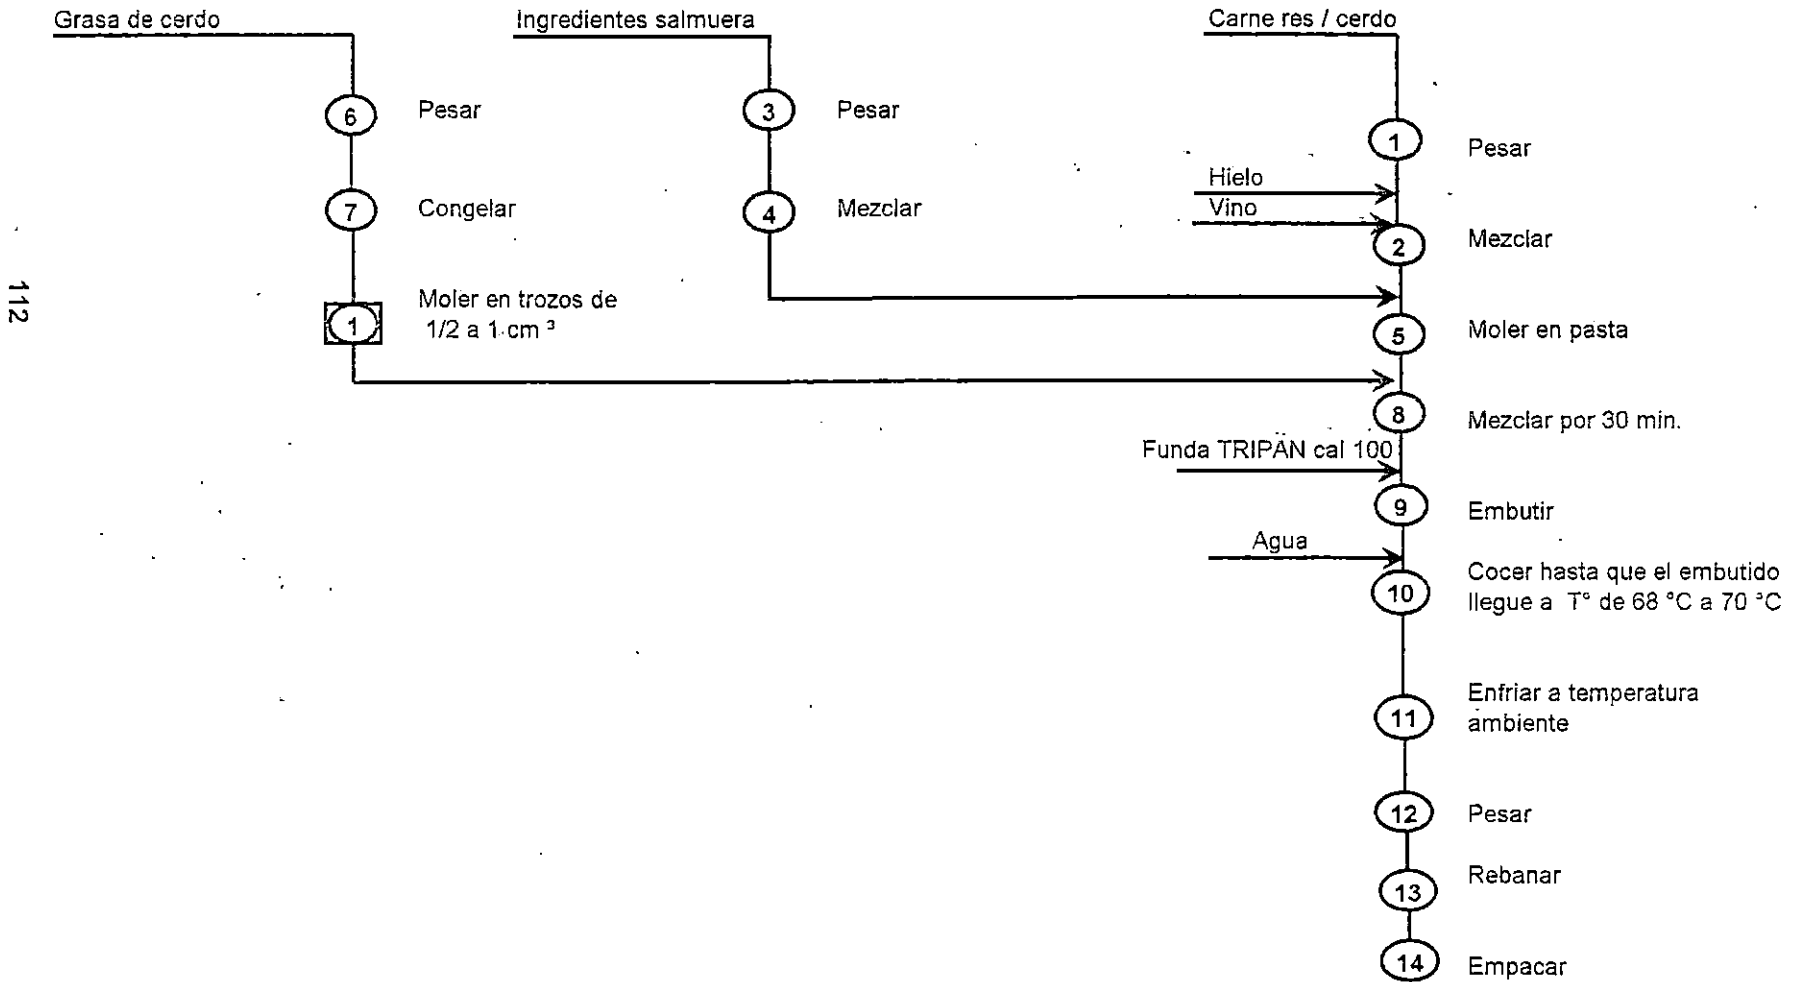 Grasa de cerdo
6 Pesar
7 Congelar
1 Moler en trozos de
1/2 a 1 cm ³
Ingredientes salmuera
3 Pesar
4 Mezclar
Carne res / cerdo
1 Pesar
Hielo
Vino
2 Mezclar
5 Moler en pasta
8 Mezclar por 30 min.
Funda TRIPAN cal 100
9 Embutir
Agua
10 Cocer hasta que el embutido
llegue a T° de 68 °C a 70 °C
11 Enfriar a temperatura
ambiente
12 Pesar
13 Rebanar
14 Empacar
112